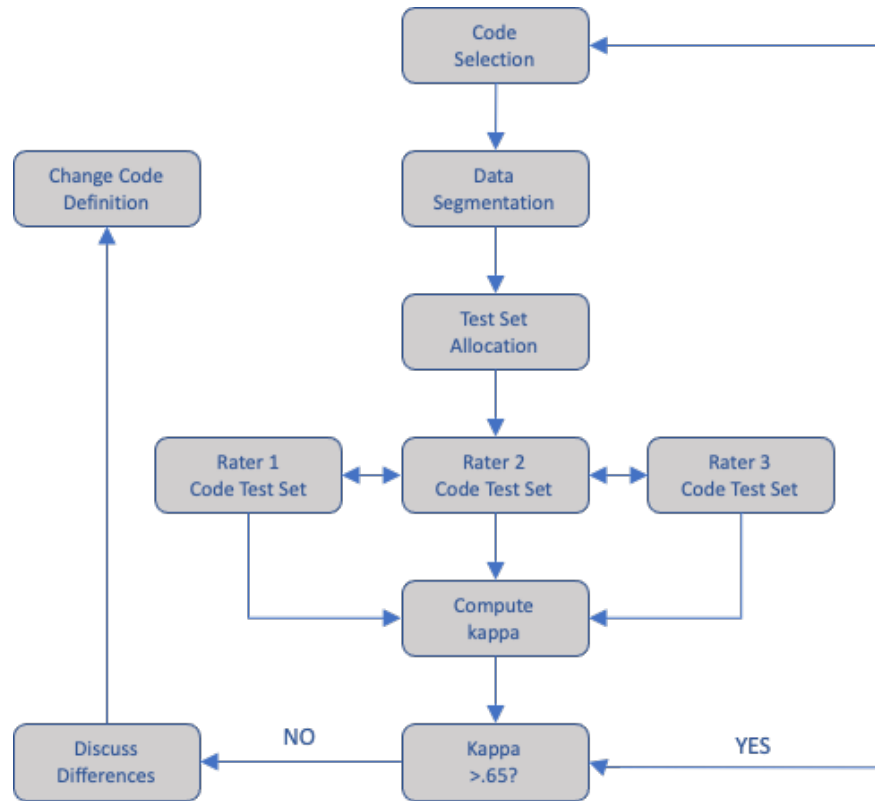 Code
Selection
Change Code
Definition
Data
Segmentation
Test Set
Allocation
Rater 1
Code Test Set
Rater 2
Code Test Set
Rater 3
Code Test Set
Compute
kappa
Discuss
Differences
NO
Kappa
>.65?
YES